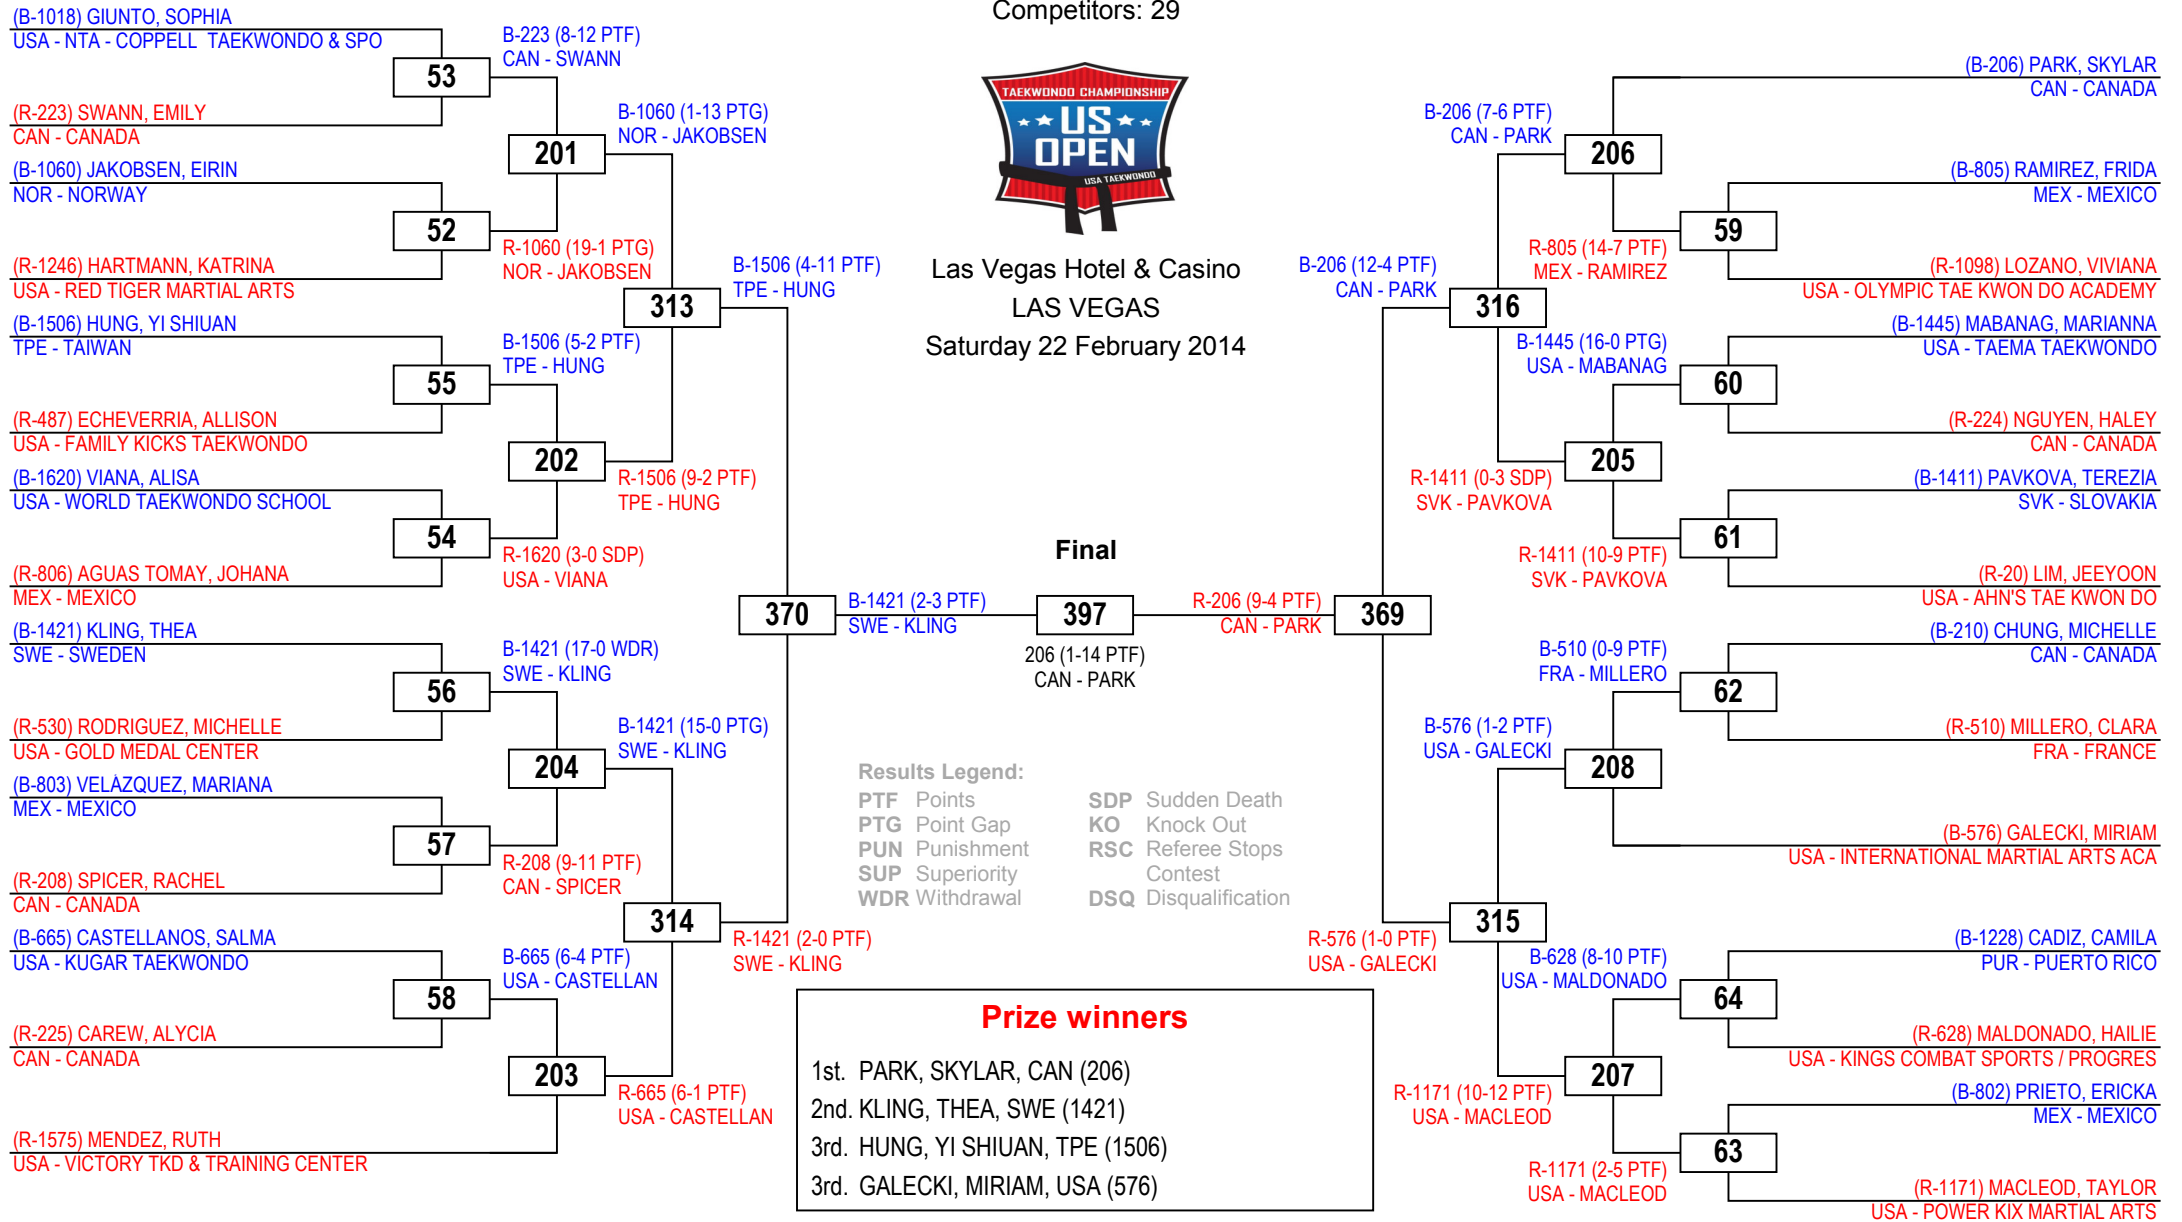 Competitors: 29
TAEKWONDO CHAMPIONSHIP
US
OPEN
USA TAEKWONDO
Las Vegas Hotel & Casino
LAS VEGAS
Saturday 22 February 2014
(B-1018) GIUNTO, SOPHIA
USA - NTA - COPPELL TAEKWONDO & SPO
53
(R-223) SWANN, EMILY
CAN - CANADA
(B-1060) JAKOBSEN, EIRIN
NOR - NORWAY
52
(R-1246) HARTMANN, KATRINA
USA - RED TIGER MARTIAL ARTS
(B-1506) HUNG, YI SHIUAN
TPE - TAIWAN
55
(R-487) ECHEVERRIA, ALLISON
USA - FAMILY KICKS TAEKWONDO
(B-1620) VIANA, ALISA
USA - WORLD TAEKWONDO SCHOOL
54
(R-806) AGUAS TOMAY, JOHANA
MEX - MEXICO
(B-1421) KLING, THEA
SWE - SWEDEN
56
(R-530) RODRIGUEZ, MICHELLE
USA - GOLD MEDAL CENTER
(B-803) VELÁZQUEZ, MARIANA
MEX - MEXICO
57
(R-208) SPICER, RACHEL
CAN - CANADA
(B-665) CASTELLANOS, SALMA
USA - KUGAR TAEKWONDO
58
(R-225) CAREW, ALYCIA
CAN - CANADA
(R-1575) MENDEZ, RUTH
USA - VICTORY TKD & TRAINING CENTER
B-223 (8-12 PTF)
CAN - SWANN
201
R-1060 (19-1 PTG)
NOR - JAKOBSEN
B-1506 (5-2 PTF)
TPE - HUNG
202
R-1620 (3-0 SDP)
USA - VIANA
B-1421 (17-0 WDR)
SWE - KLING
204
R-208 (9-11 PTF)
CAN - SPICER
B-665 (6-4 PTF)
USA - CASTELLAN
203
B-1060 (1-13 PTG)
NOR - JAKOBSEN
313
R-1506 (9-2 PTF)
TPE - HUNG
B-1421 (15-0 PTG)
SWE - KLING
314
R-665 (6-1 PTF)
USA - CASTELLAN
B-1506 (4-11 PTF)
TPE - HUNG
370
R-1421 (2-0 PTF)
SWE - KLING
B-1421 (2-3 PTF)
SWE - KLING
Final
397
206 (1-14 PTF)
CAN - PARK
R-206 (9-4 PTF)
CAN - PARK
B-206 (12-4 PTF)
CAN - PARK
369
R-576 (1-0 PTF)
USA - GALECKI
B-206 (7-6 PTF)
CAN - PARK
316
R-1411 (0-3 SDP)
SVK - PAVKOVA
B-576 (1-2 PTF)
USA - GALECKI
315
R-1171 (10-12 PTF)
USA - MACLEOD
206
R-805 (14-7 PTF)
MEX - RAMIREZ
B-1445 (16-0 PTG)
USA - MABANAG
205
R-1411 (10-9 PTF)
SVK - PAVKOVA
B-510 (0-9 PTF)
FRA - MILLERO
208
B-628 (8-10 PTF)
USA - MALDONADO
207
R-1171 (2-5 PTF)
USA - MACLEOD
(B-206) PARK, SKYLAR
CAN - CANADA
(B-805) RAMIREZ, FRIDA
MEX - MEXICO
59
(R-1098) LOZANO, VIVIANA
USA - OLYMPIC TAE KWON DO ACADEMY
(B-1445) MABANAG, MARIANNA
USA - TAEMA TAEKWONDO
60
(R-224) NGUYEN, HALEY
CAN - CANADA
(B-1411) PAVKOVA, TEREZIA
SVK - SLOVAKIA
61
(R-20) LIM, JEEYOON
USA - AHN'S TAE KWON DO
(B-210) CHUNG, MICHELLE
CAN - CANADA
62
(R-510) MILLERO, CLARA
FRA - FRANCE
(B-576) GALECKI, MIRIAM
USA - INTERNATIONAL MARTIAL ARTS ACA
(B-1228) CADIZ, CAMILA
PUR - PUERTO RICO
64
(R-628) MALDONADO, HAILIE
USA - KINGS COMBAT SPORTS / PROGRES
(B-802) PRIETO, ERICKA
MEX - MEXICO
63
(R-1171) MACLEOD, TAYLOR
USA - POWER KIX MARTIAL ARTS
Results Legend:
PTF Points SDP Sudden Death
PTG Point Gap KO Knock Out
PUN Punishment RSC Referee Stops
SUP Superiority Contest
WDR Withdrawal DSQ Disqualification
Prize winners
1st. PARK, SKYLAR, CAN (206)
2nd. KLING, THEA, SWE (1421)
3rd. HUNG, YI SHIUAN, TPE (1506)
3rd. GALECKI, MIRIAM, USA (576)